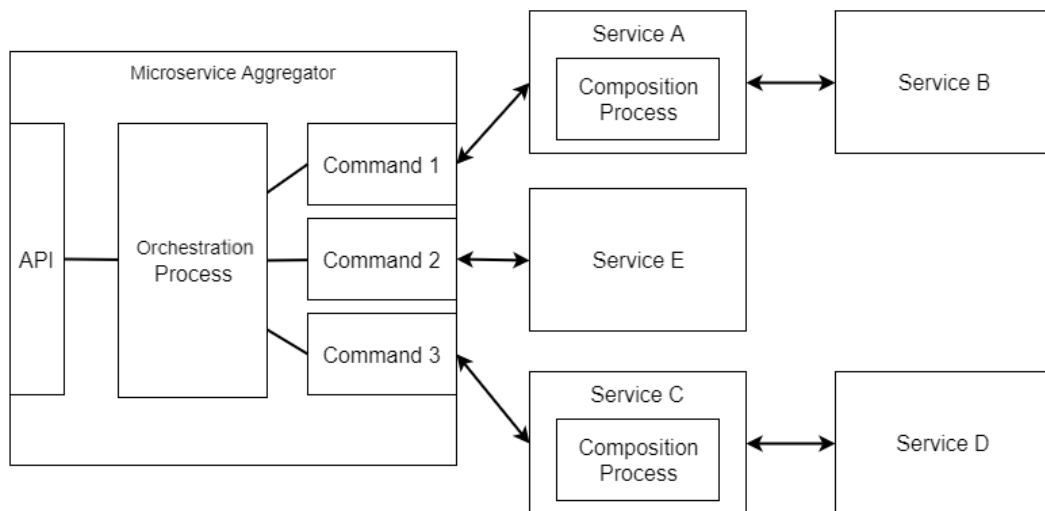 Microservice Aggregator
API
Orchestration
Process
Command 1
Command 2
Command 3
Service A
Composition
Process
Service B
Service E
Service C
Composition
Process
Service D